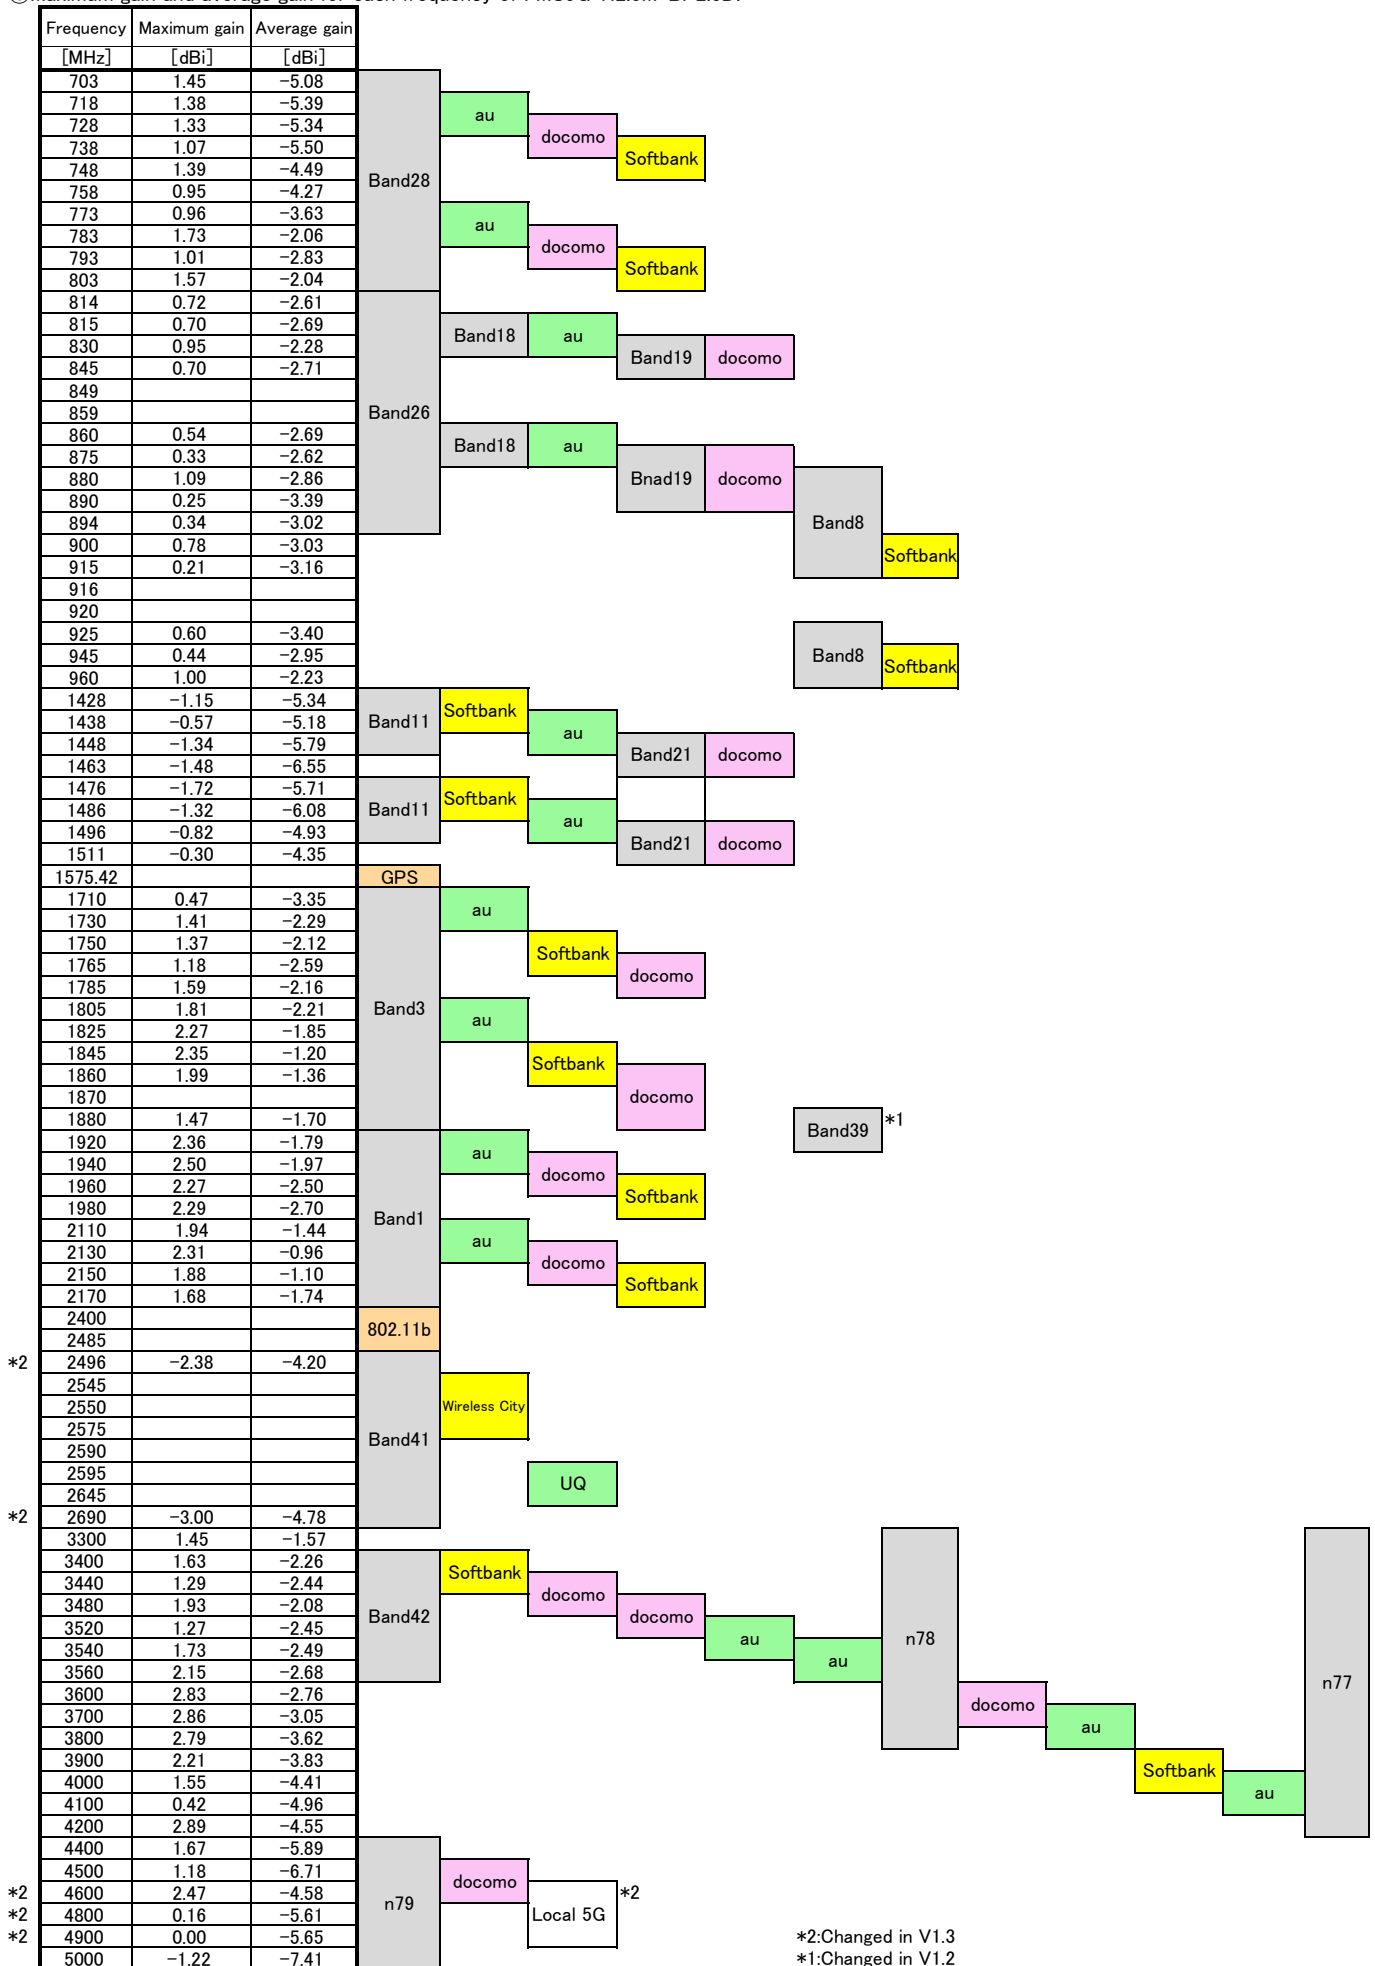 maximum gain and average gain for each frequency of
Frequency Maximum gain Average gain
[MHz] [dBi] [dBi]
703 1.45 −5.08
718 1.38 −5.39
au
728 1.33 −5.34
docomo
738 1.07 −5.50
Softbank
748 1.39 −4.49
Band28
758 0.95 −4.27
773 0.96 −3.63
au
783 1.73 −2.06
docomo
793 1.01 −2.83
Softbank
803 1.57 −2.04
814 0.72 −2.61
815 0.70 −2.69
Band18 au
830 0.95 −2.28
Band19 docomo
845 0.70 −2.71
849
859 Band26
860 0.54 −2.69
Band18 au
875 0.33 −2.62
880 1.09 −2.86 Bnad19 docomo
890 0.25 −3.39
894 0.34 −3.02 Band8
900 0.78 −3.03
Softbank
915 0.21 −3.16
916
920
925 0.60 −3.40
945 0.44 −2.95 Band8
Softbank
960 1.00 −2.23
1428 −1.15 −5.34
Softbank
1438 −0.57 −5.18 Band11
au
1448 −1.34 −5.79
Band21 docomo
1463 −1.48 −6.55
1476 −1.72 −5.71
Softbank
1486 −1.32 −6.08 Band11
au
1496 −0.82 −4.93
Band21 docomo
1511 −0.30 −4.35
1575.42 GPS
1710 0.47 −3.35
au
1730 1.41 −2.29
1750 1.37 −2.12
Softbank
1765 1.18 −2.59
docomo
1785 1.59 −2.16
1805 1.81 −2.21 Band3
au
1825 2.27 −1.85
1845 2.35 −1.20
Softbank
1860 1.99 −1.36
1870 docomo
1880 1.47 −1.70 *1
Band39
1920 2.36 −1.79
au
1940 2.50 −1.97
docomo
1960 2.27 −2.50
Softbank
1980 2.29 −2.70
Band1
2110 1.94 −1.44
au
2130 2.31 −0.96
docomo
2150 1.88 −1.10
Softbank
2170 1.68 −1.74
2400
802.11b
2485
*2 2496 −2.38 −4.20
2545
2550 Wireless City
2575
Band41
2590
2595
UQ
2645
*2 2690 −3.00 −4.78
3300 1.45 −1.57
3400 1.63 −2.26
Softbank
3440 1.29 −2.44
docomo
3480 1.93 −2.08
Band42 docomo
3520 1.27 −2.45
au n78
3540 1.73 −2.49
au
3560 2.15 −2.68
n77
3600 2.83 −2.76
docomo
3700 2.86 −3.05
au
3800 2.79 −3.62
3900 2.21 −3.83
Softbank
4000 1.55 −4.41
au
4100 0.42 −4.96
4200 2.89 −4.55
4400 1.67 −5.89
4500 1.18 −6.71
docomo
*2 4600 2.47 −4.58 *2
n79
*2 4800 0.16 −5.61 Local 5G
*2 4900 0.00 −5.65 *2:Changed in V1.3
5000 −1.22 −7.41 *1:Changed in V1.2